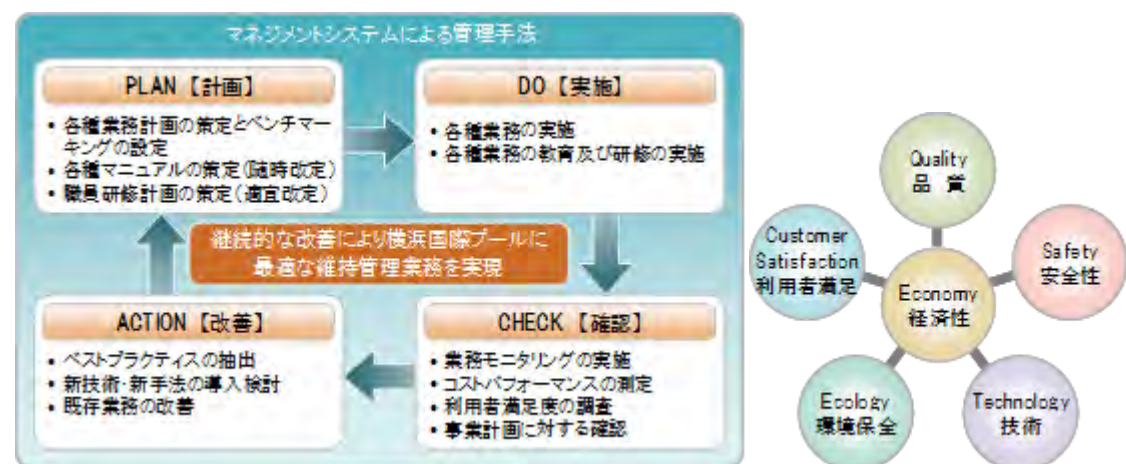 マネジメントシステムによる管理手法
PLAN 【計画】
• 各種業務計画の策定とベンチマー
キングの設定
• 各種マニュアルの策定(随時改定)
• 職員研修計画の策定(適宜改定)
DO 【実施】
• 各種業務の実施
• 各種業務の教育及び研修の実施
継続的な改善により横浜国際プールに
最適な維持管理業務を実現
ACTION 【改善】
• ベストプラクティスの抽出
• 新技術・新手法の導入検討
• 既存業務の改善
CHECK 【確認】
• 業務モニタリングの実施
• コストパフォーマンスの測定
• 利用者満足度の調査
• 事業計画に対する確認
Quality
品 質
Customer
Satisfaction
利用者満足
Safety
安全性
Economy
経済性
Ecology
環境保全
Technology
技術